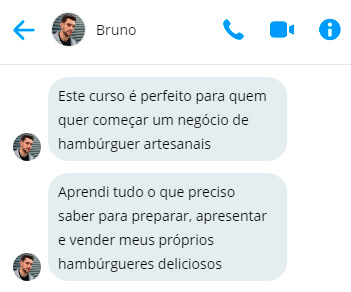 Bruno
Este curso é perfeito para quem
quer começar um negócio de
hambúrguer artesanais
Aprendi tudo o que preciso
saber para preparar, apresentar
e vender meus próprios
hambúrgueres deliciosos